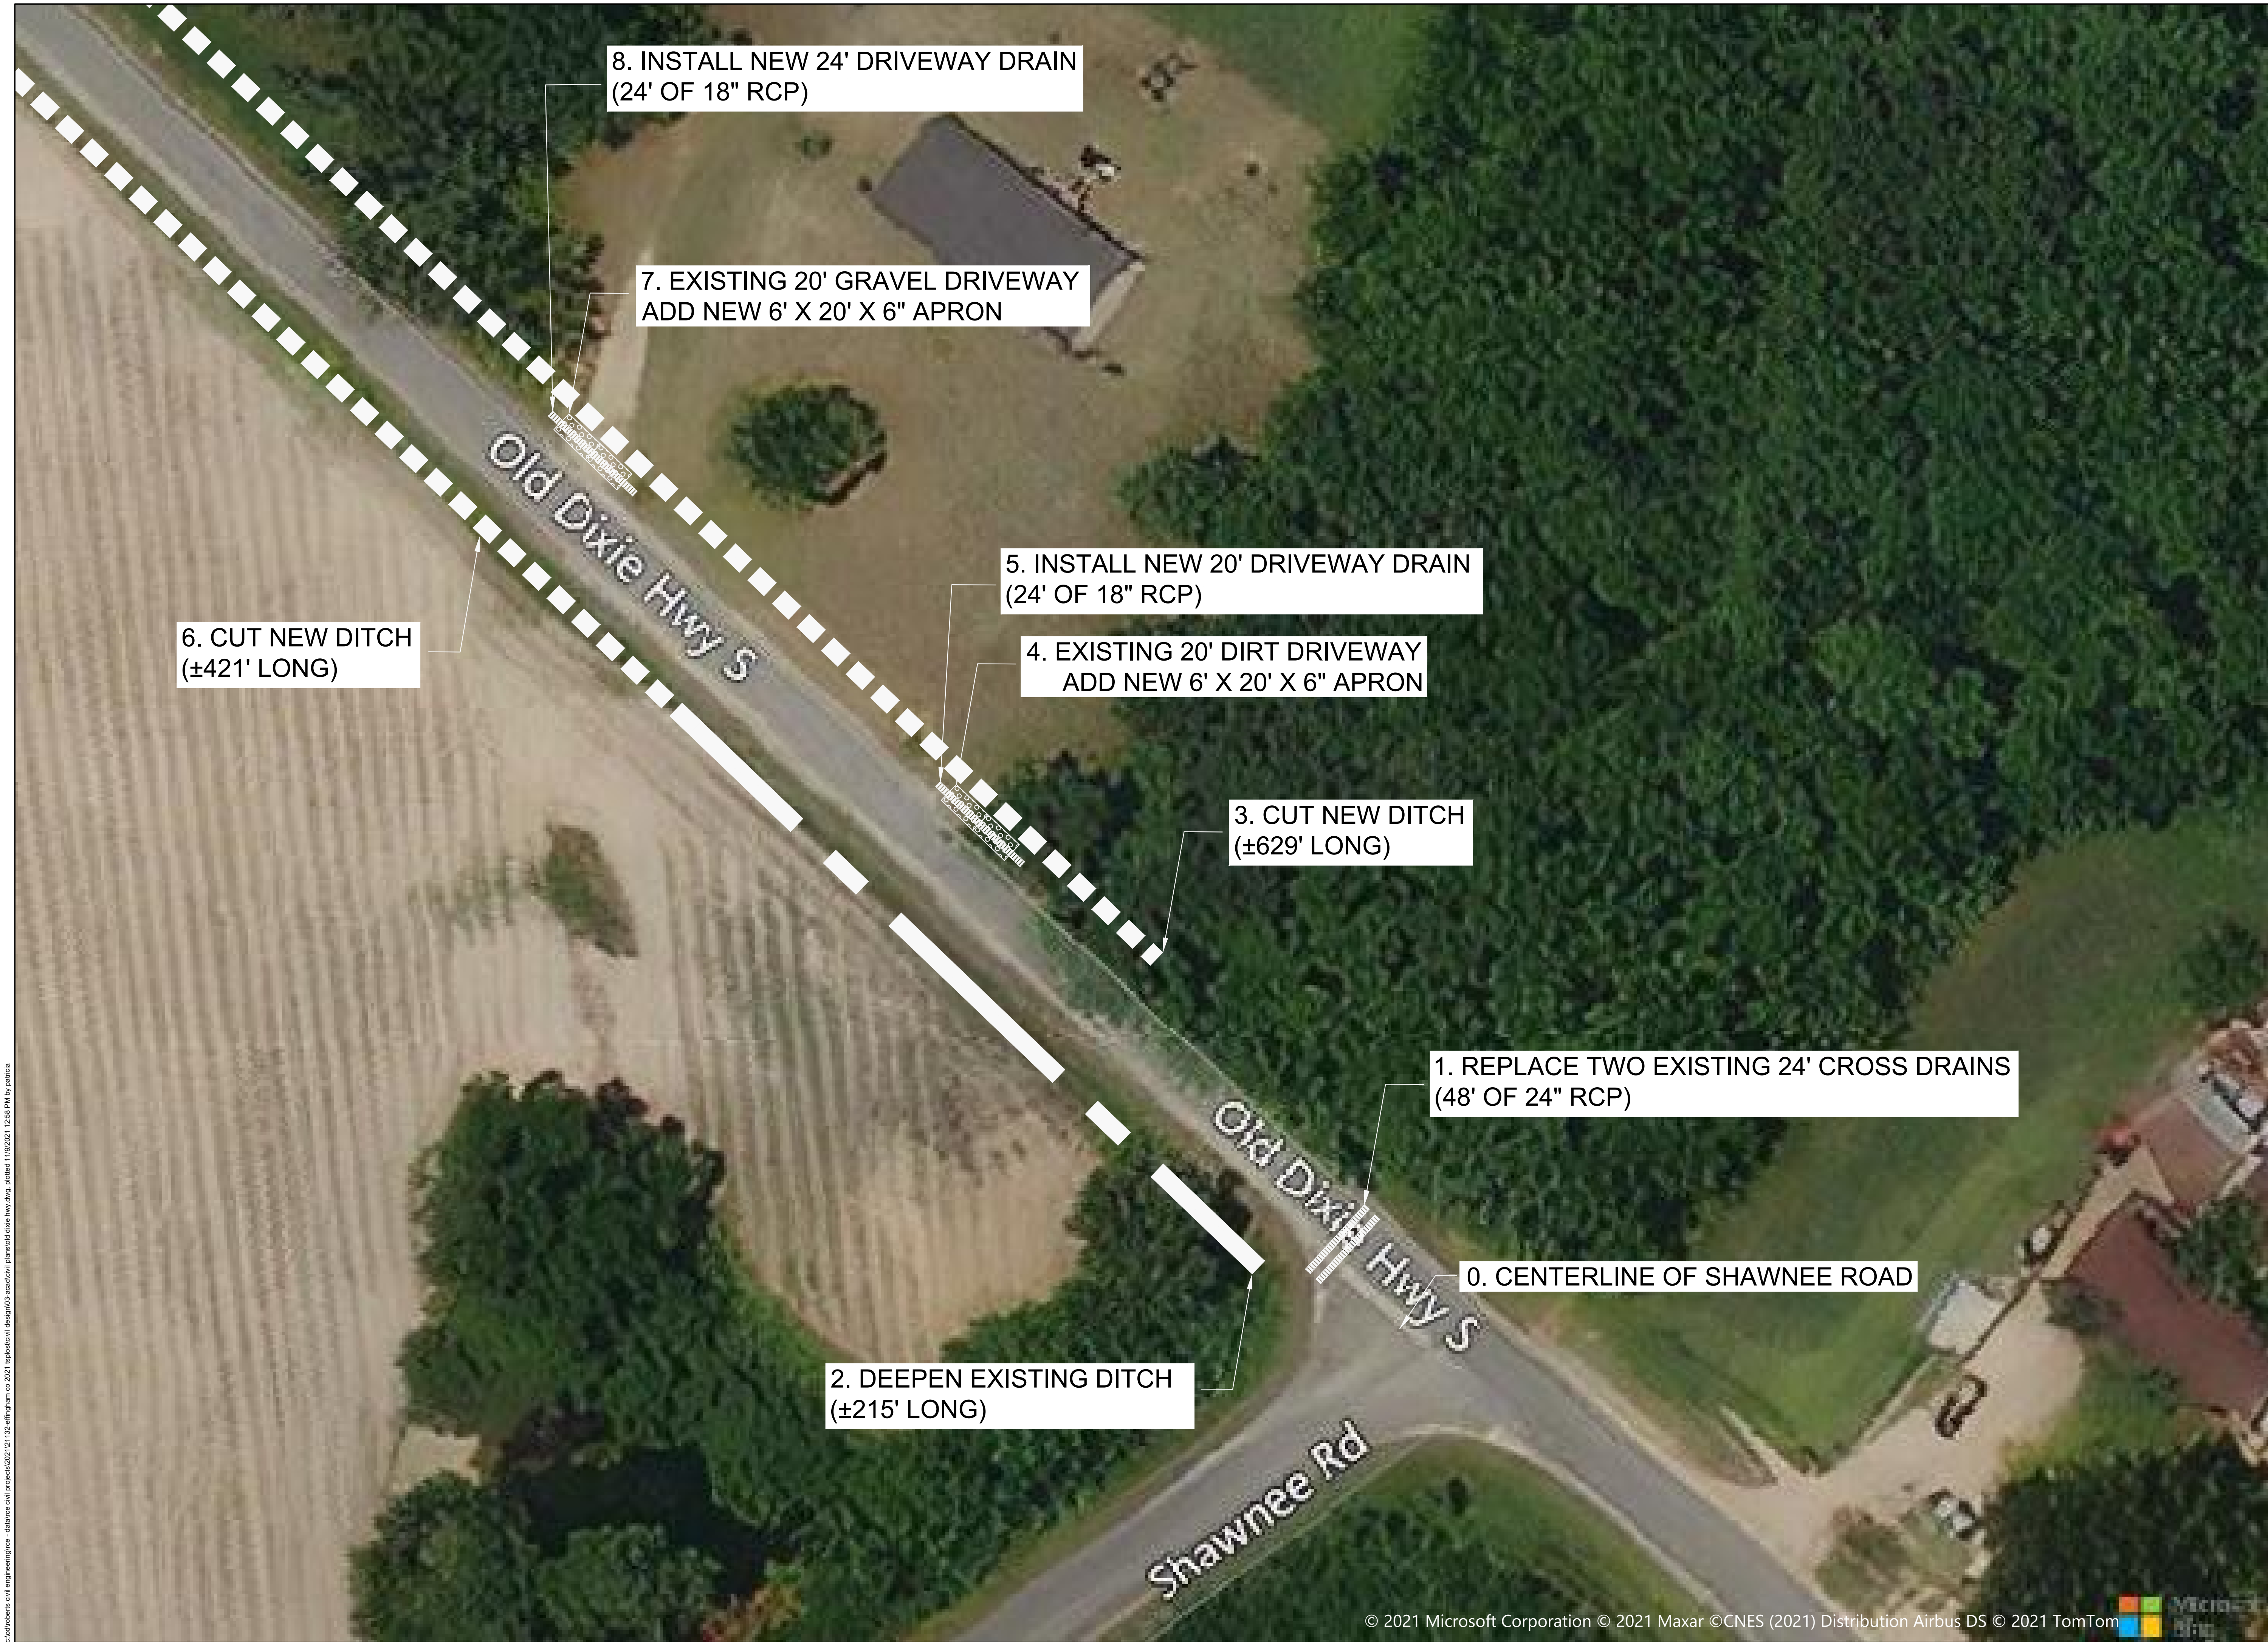 8. INSTALL NEW 24' DRIVEWAY DRAIN
(24' OF 18" RCP)
7. EXISTING 20' GRAVEL DRIVEWAY
ADD NEW 6' X 20' X 6" APRON
Old Dixie Hwy S
5. INSTALL NEW 20' DRIVEWAY DRAIN
(24' OF 18" RCP)
6. CUT NEW DITCH
(±421' LONG)
4. EXISTING 20' DIRT DRIVEWAY
ADD NEW 6' X 20' X 6" APRON
3. CUT NEW DITCH
(±629' LONG)
1. REPLACE TWO EXISTING 24' CROSS DRAINS
(48' OF 24" RCP)
Old Dixie Hwy S
0. CENTERLINE OF SHAWNEE ROAD
2. DEEPEN EXISTING DITCH
(±215' LONG)
Shawnee Rd
© 2021 Microsoft Corporation © 2021 Maxar ©CNES (2021) Distribution Airbus DS © 2021 TomTom
Microsoft
Bing